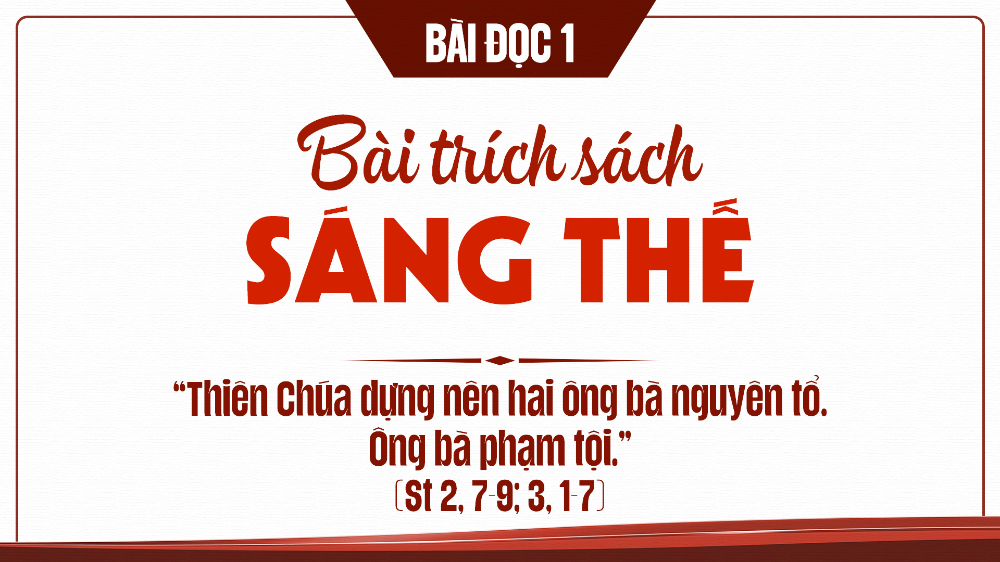 BÀI ĐỌC 1
Bài trích sách
SÁNG THẾ
“Thiên Chúa dựng nên hai ông bà nguyên tổ.
Ông bà phạm tội.”
(St 2, 7-9; 3, 1-7)